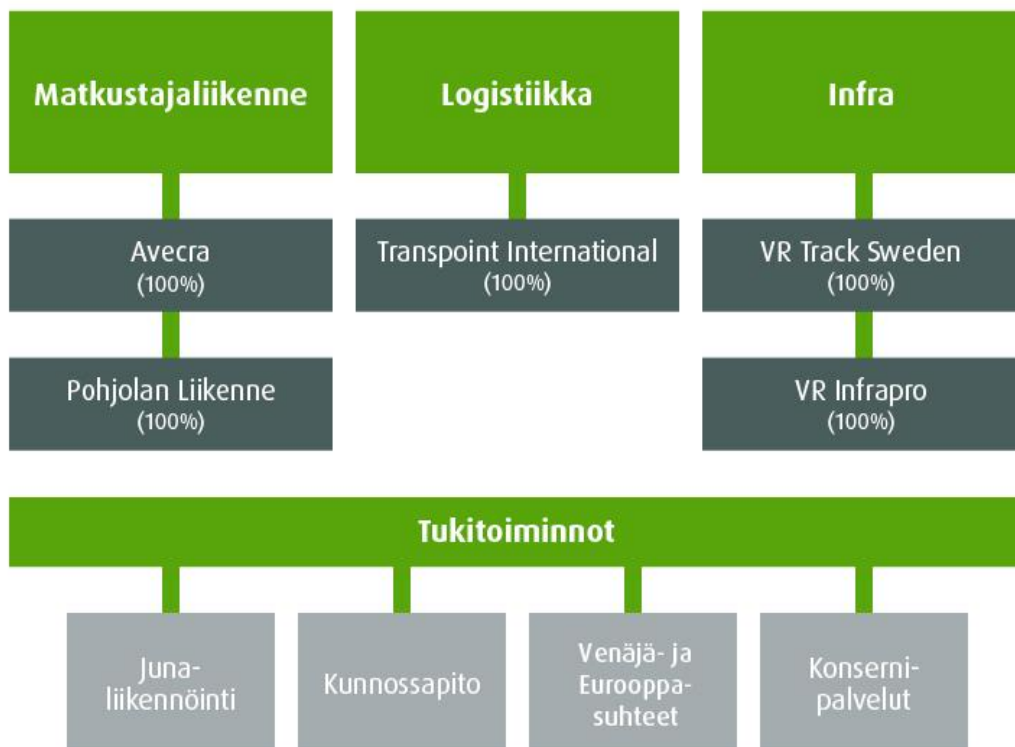 Matkustajaliikenne
Logistiikka
Infra
Avecra
(100%)
Transpoint International
(100%)
VR Track Sweden
(100%)
Pohjolan Liikenne
(100%)
VR Infrapro
(100%)
Tukitoiminnot
Juna-
liikennöinti
Kunnossapito
Venäjä- ja
Eurooppa-
suhteet
Konserni-
palvelut